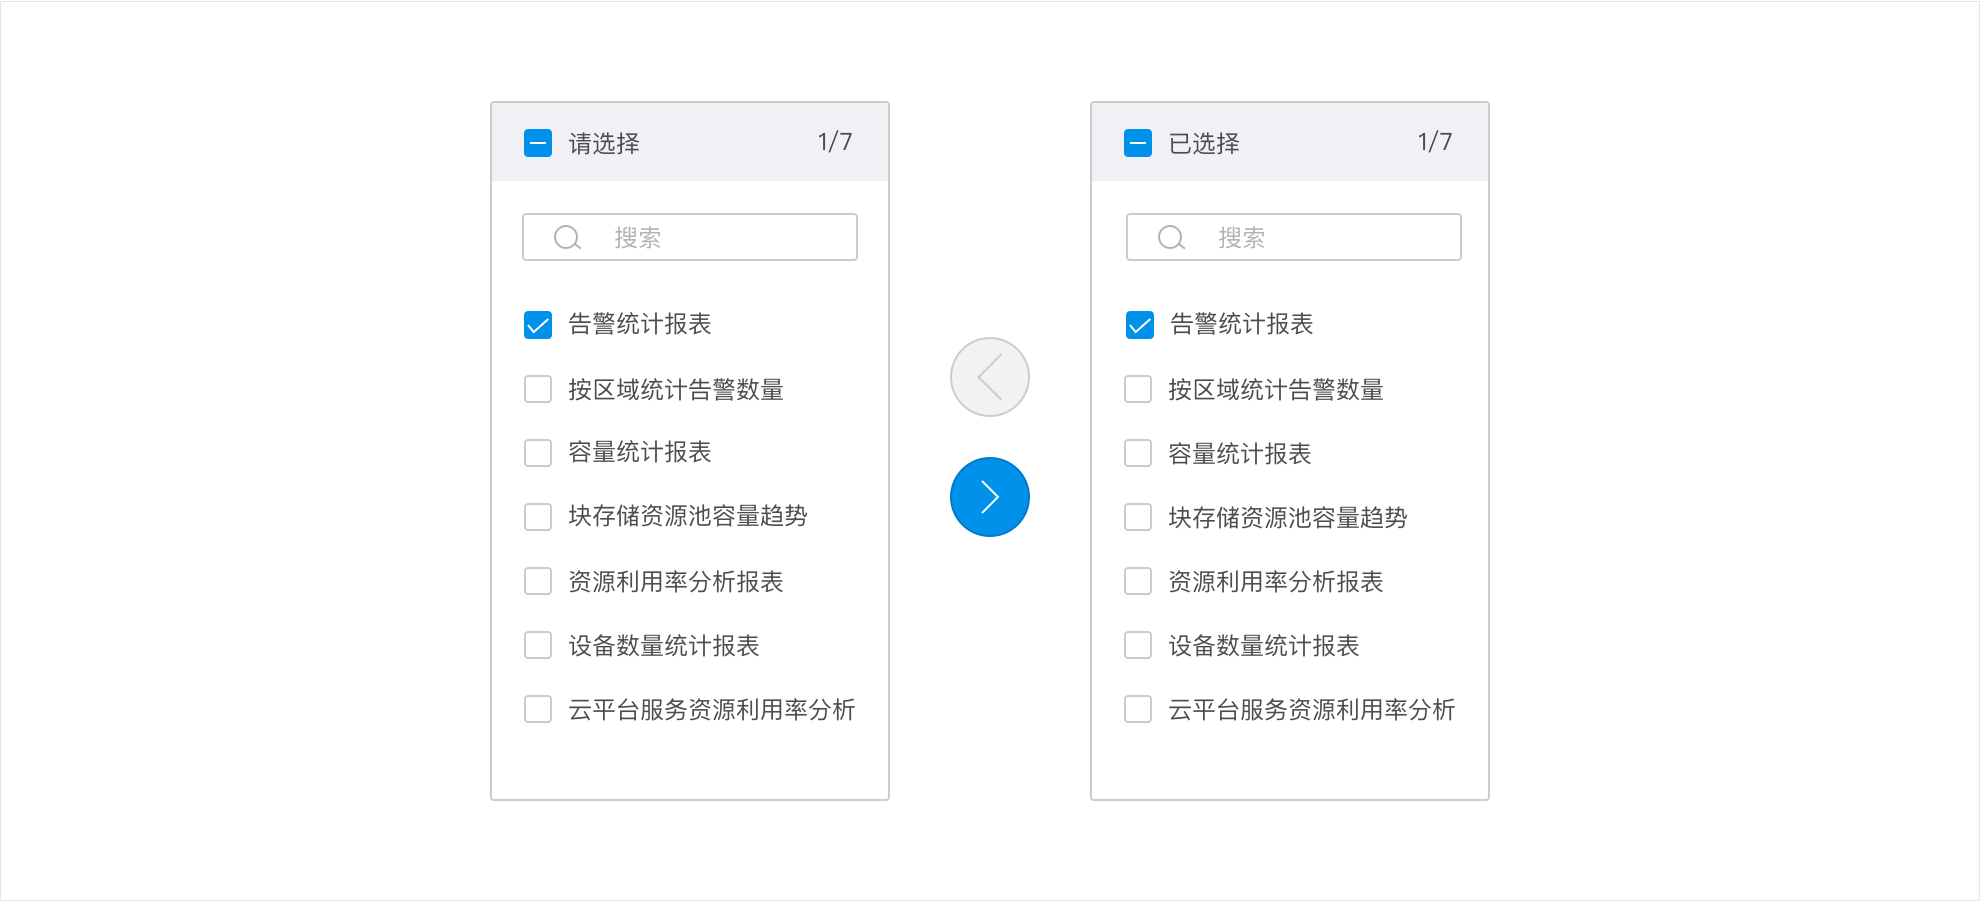 请选择 1/7
搜索
告警统计报表
按区域统计告警数量
容量统计报表
块存储资源池容量趋势
资源利用率分析报表
设备数量统计报表
云平台服务资源利用率分析
已选择 1/7
搜索
告警统计报表
按区域统计告警数量
容量统计报表
块存储资源池容量趋势
资源利用率分析报表
设备数量统计报表
云平台服务资源利用率分析